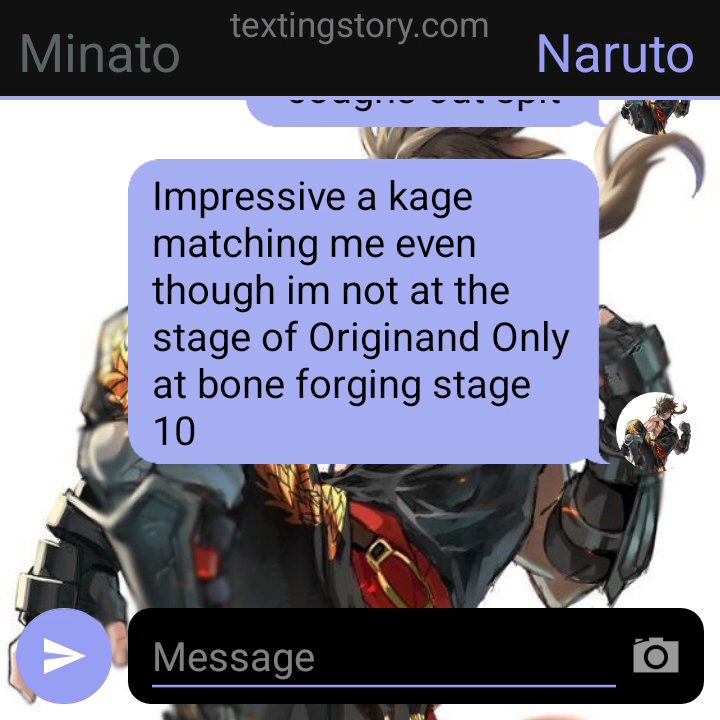 textingstory.com
Minato
Naruto
Impressive a kage
matching me even
though im not at the
stage of Originand Only
at bone forging stage
10
Message